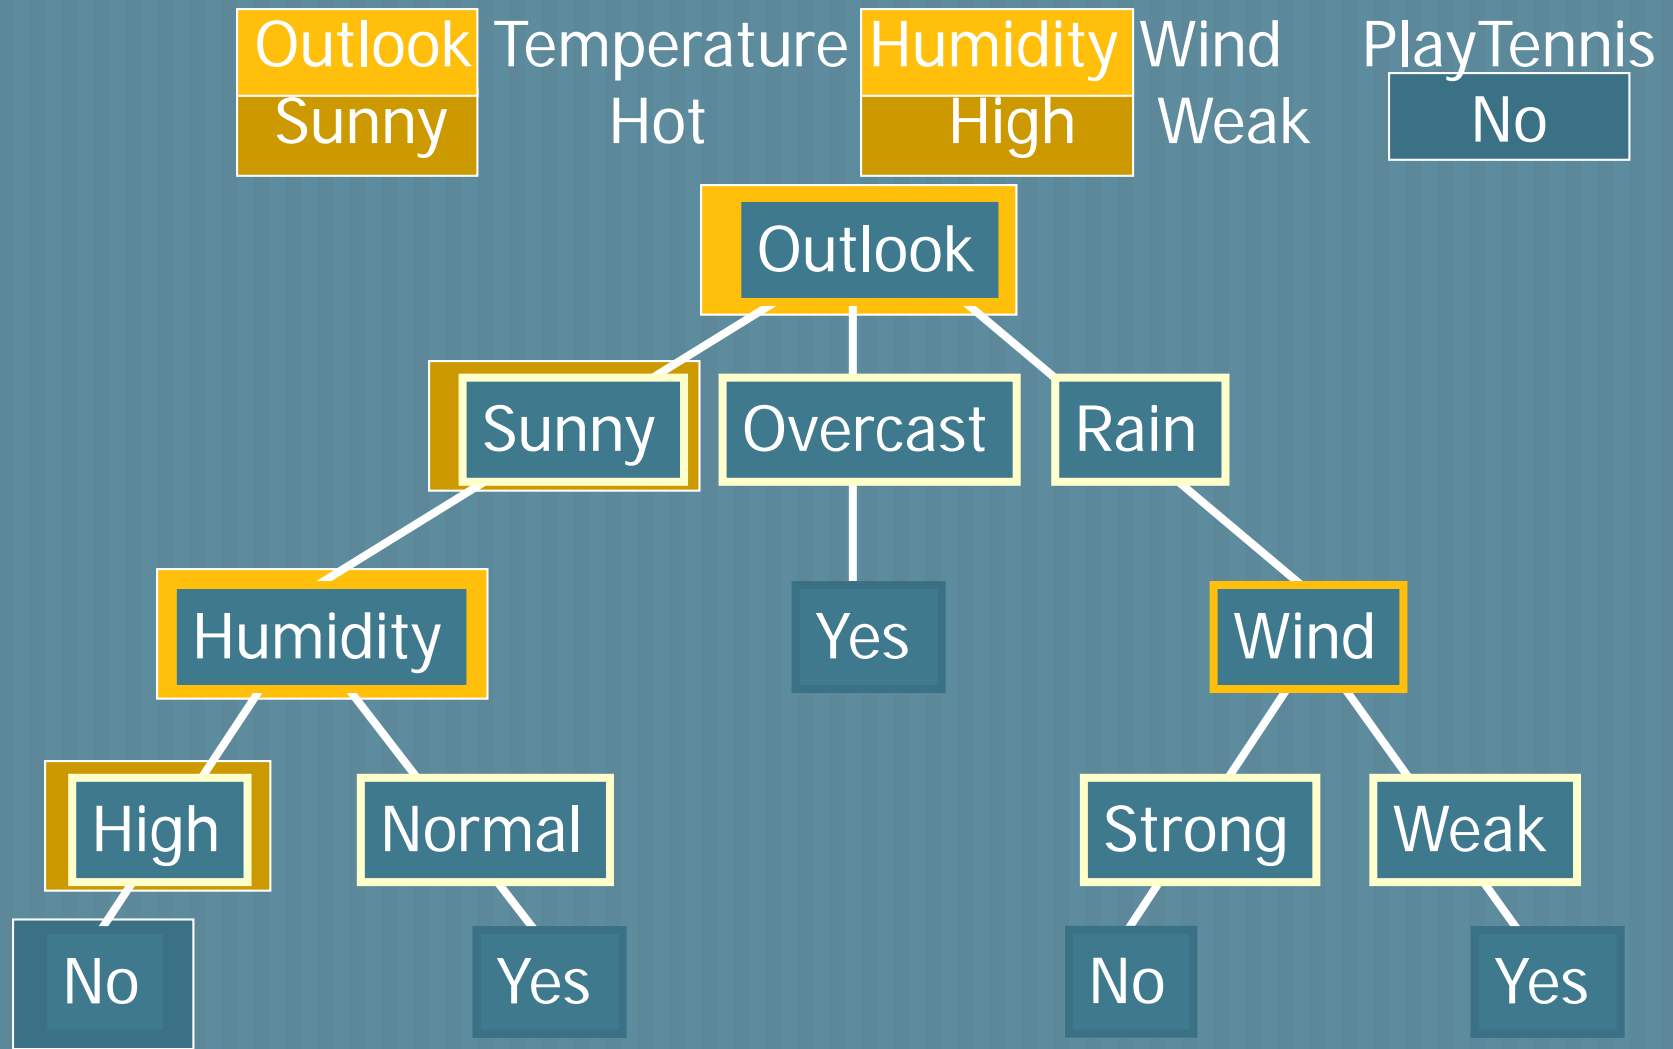 Outlook Temperature Humidity Wind PlayTennis
Sunny Hot High Weak No
Outlook
Sunny Overcast Rain
Humidity Yes Wind
High Normal Strong Weak
No Yes No Yes